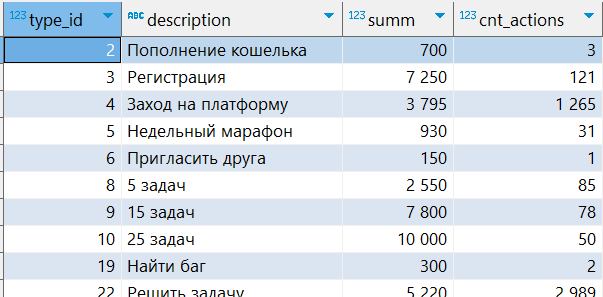 123 type_id ABC description 123 summ 123 cnt_actions
2 Пополнение кошелька 700 3
3 Регистрация 7 250 121
4 Заход на платформу 3 795 1 265
5 Недельный марафон 930 31
6 Пригласить друга 150 1
8 5 задач 2 550 85
9 15 задач 7 800 78
10 25 задач 10 000 50
19 Найти баг 300 2
22 Решить задачу 5 220 2 989